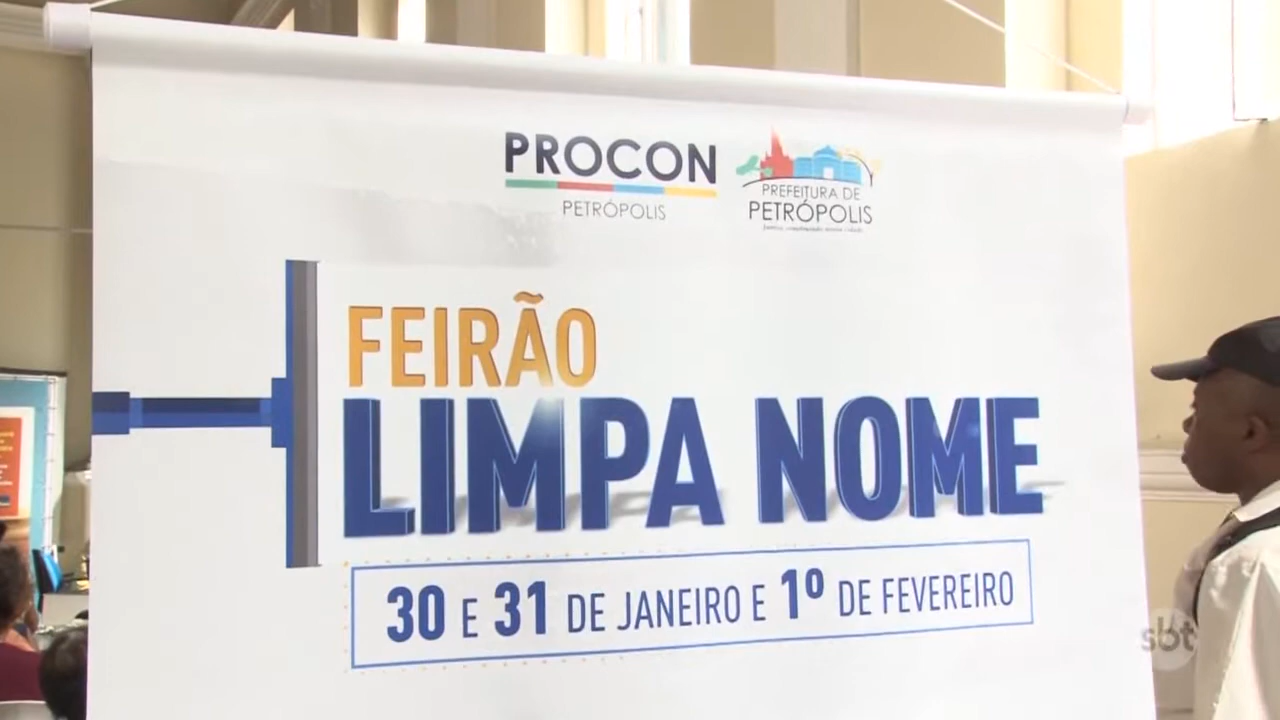 PROCON
PETRÓPOLIS
PREFEITURA DE
PETRÓPOLIS
FEIRÃO
LIMPA NOME
30 E 31 DE JANEIRO E 1º DE FEVEREIRO
sbt